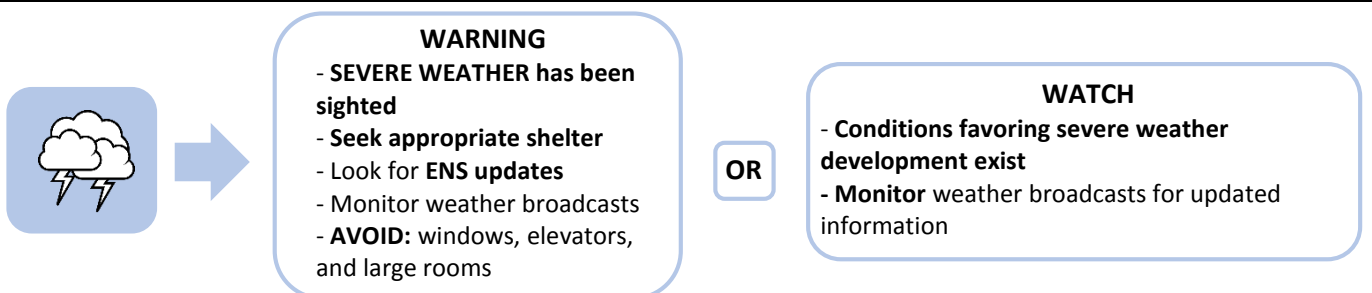 WARNING
- SEVERE WEATHER has been
sighted
- Seek appropriate shelter
- Look for ENS updates
- Monitor weather broadcasts
- AVOID: windows, elevators,
and large rooms
OR
WATCH
- Conditions favoring severe weather
development exist
- Monitor weather broadcasts for updated
information